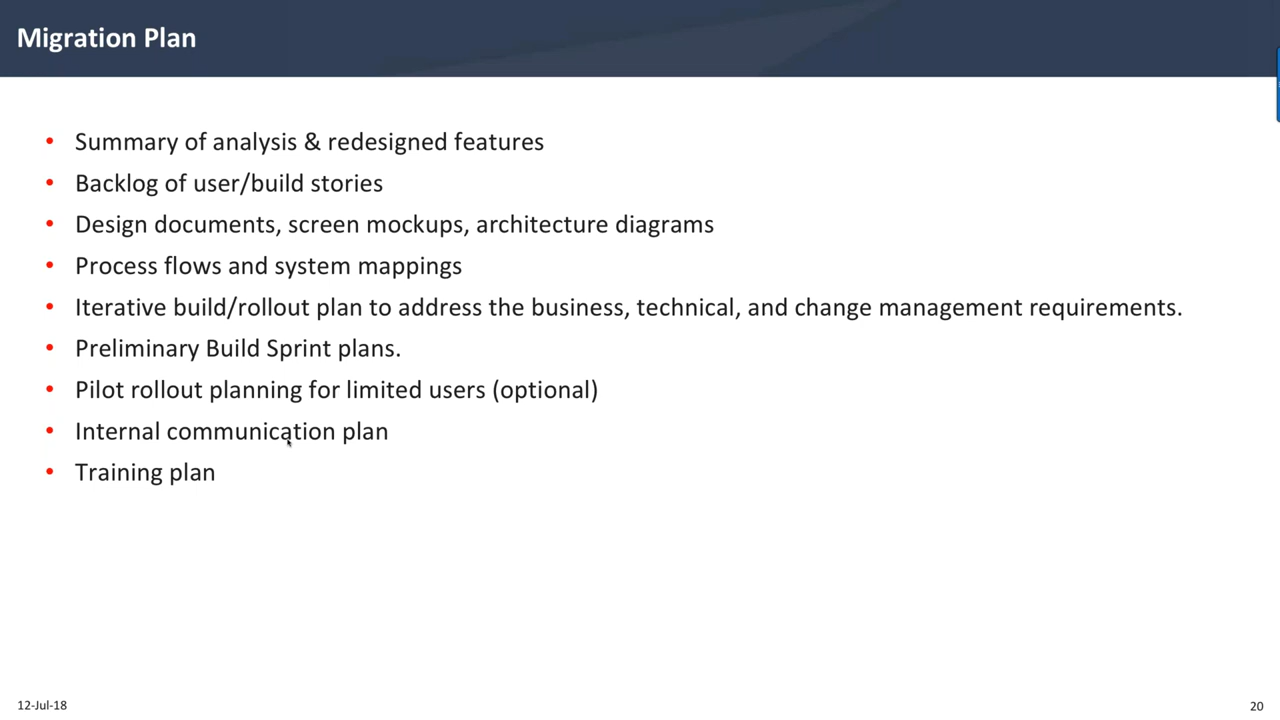 Migration Plan
• Summary of analysis & redesigned features
• Backlog of user/build stories
• Design documents, screen mockups, architecture diagrams
• Process flows and system mappings
• Iterative build/rollout plan to address the business, technical, and change management requirements.
• Preliminary Build Sprint plans.
• Pilot rollout planning for limited users (optional)
• Internal communication plan
• Training plan
12-Jul-18
20